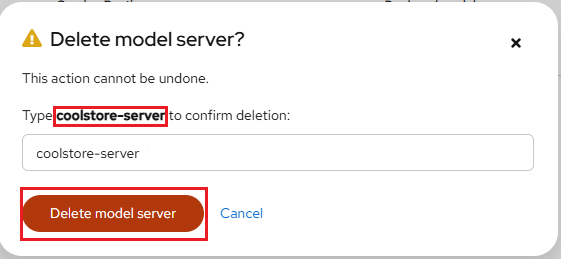 Delete model server?
This action cannot be undone.
Type coolstore-server to confirm deletion:
coolstore-server
Delete model server
Cancel